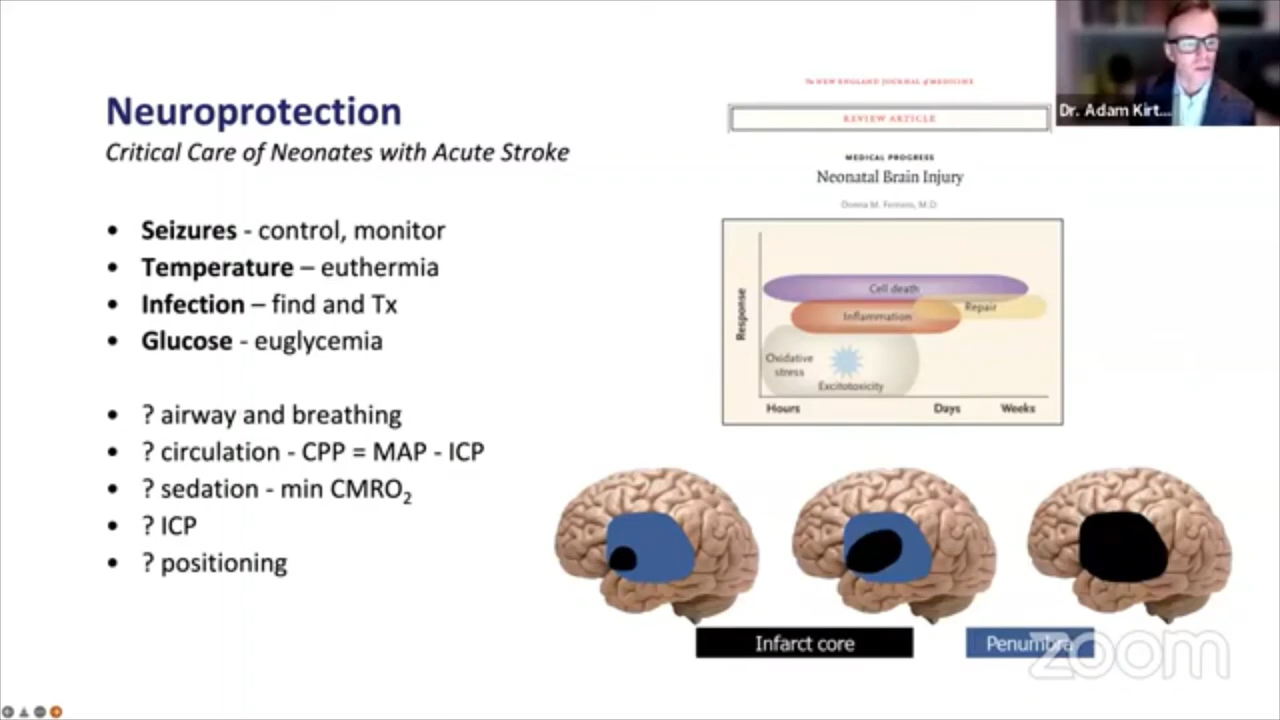 Neuroprotection
Critical Care of Neonates with Acute Stroke
• Seizures - control, monitor
• Temperature – euthermia
• Infection – find and Tx
• Glucose - euglycemia
• ? airway and breathing
• ? circulation - CPP = MAP - ICP
• ? sedation - min CMRO₂
• ? ICP
• ? positioning
The NEW ENGLAND JOURNAL of MEDICINE
REVIEW ARTICLE
MEDICAL PROGRESS
Neonatal Brain Injury
Donna M. Ferriero, M.D.
Response
Cell death
Repair
Inflammation
Oxidative
stress
Excitotoxicity
Hours Days Weeks
Infarct core
Penumbra
Dr. Adam Kirt...
zoom